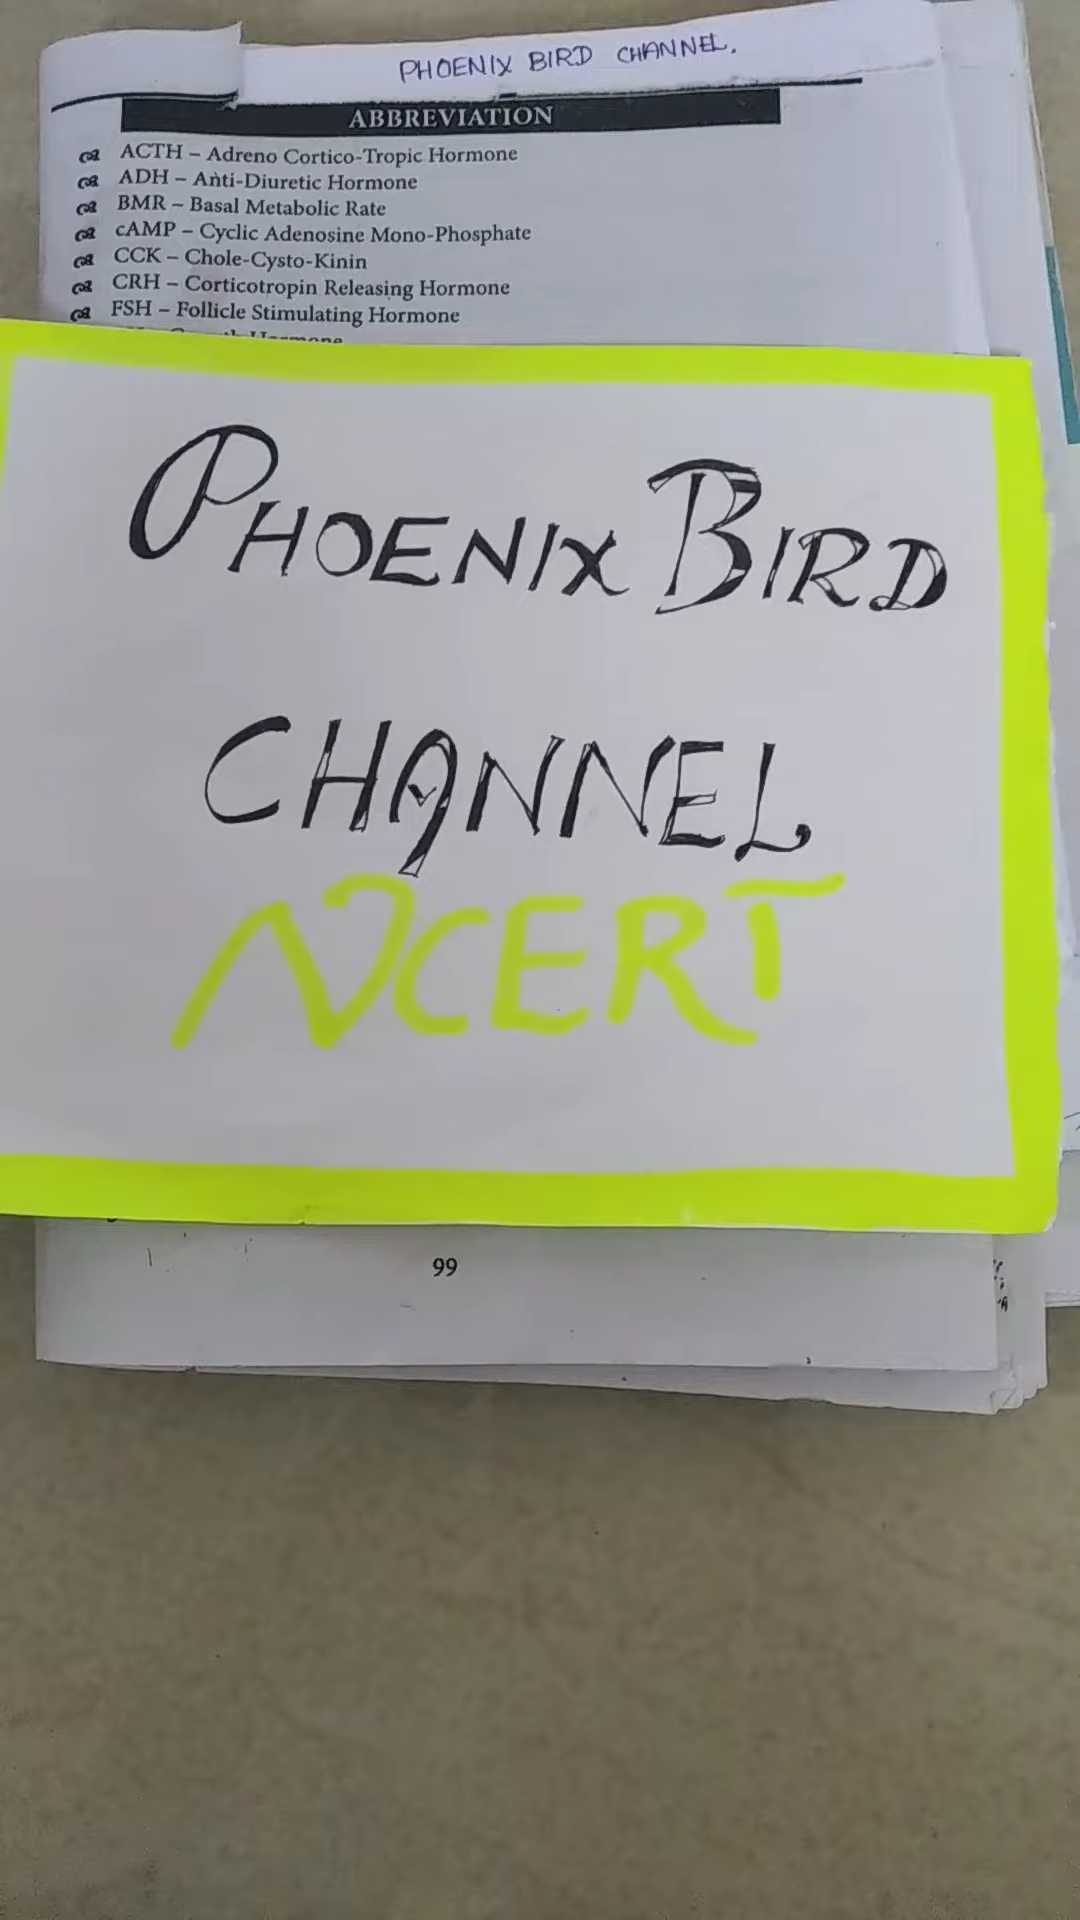 PHOENIX BIRD CHANNEL.
ABBREVIATION
ACTH – Adreno Cortico-Tropic Hormone
ADH – Anti-Diuretic Hormone
BMR – Basal Metabolic Rate
cAMP – Cyclic Adenosine Mono-Phosphate
CCK – Chole-Cysto-Kinin
CRH – Corticotropin Releasing Hormone
FSH – Follicle Stimulating Hormone
PHOENIX BIRD
CHANNEL
NCERT
99